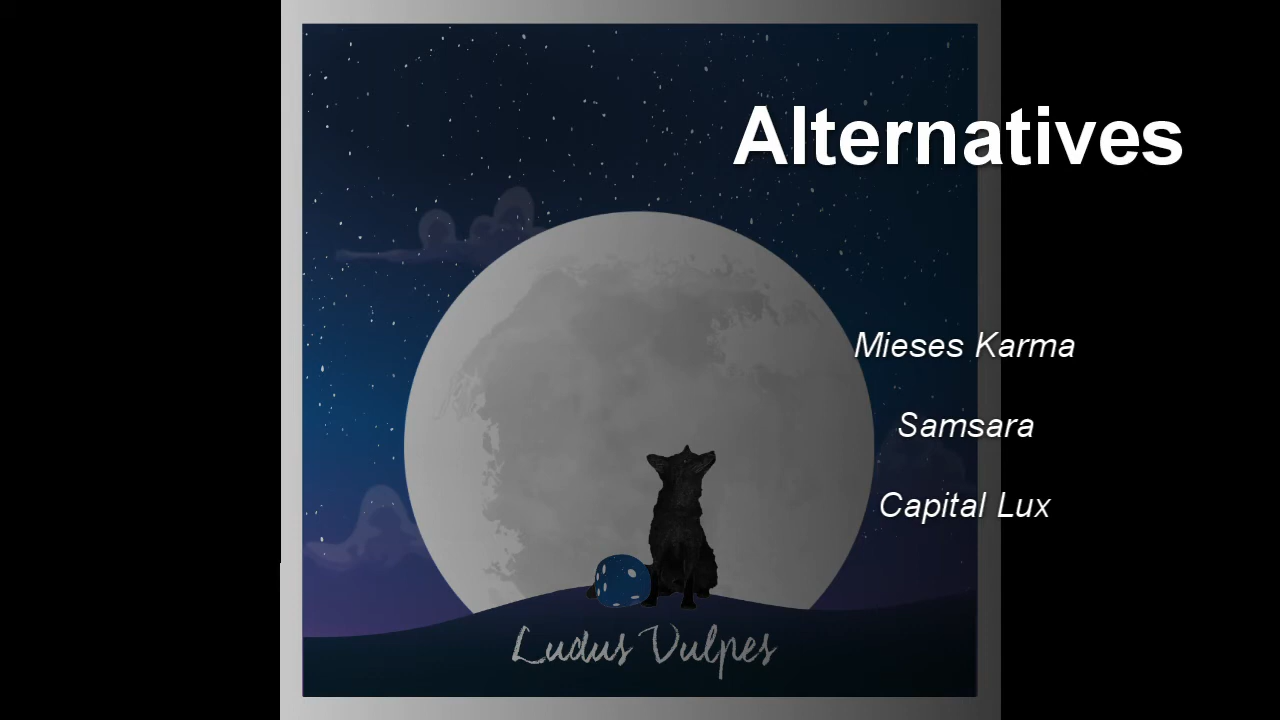 Alternatives
Mieses Karma
Samsara
Capital Lux
Ludus Vulpes